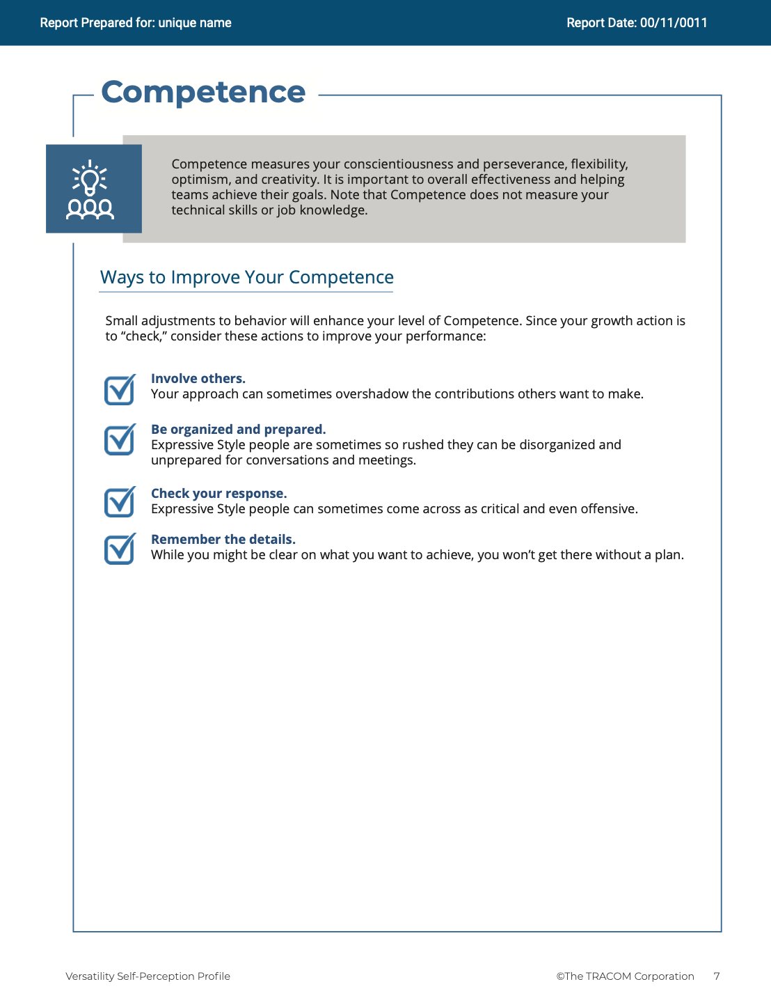 Report Prepared for: unique name
Report Date: 00/11/0011
Competence
Competence measures your conscientiousness and perseverance, flexibility,
optimism, and creativity. It is important to overall effectiveness and helping
teams achieve their goals. Note that Competence does not measure your
technical skills or job knowledge.
Ways to Improve Your Competence
Small adjustments to behavior will enhance your level of Competence. Since your growth action is
to “check,” consider these actions to improve your performance:
Involve others.
Your approach can sometimes overshadow the contributions others want to make.
Be organized and prepared.
Expressive Style people are sometimes so rushed they can be disorganized and
unprepared for conversations and meetings.
Check your response.
Expressive Style people can sometimes come across as critical and even offensive.
Remember the details.
While you might be clear on what you want to achieve, you won’t get there without a plan.
Versatility Self-Perception Profile
©The TRACOM Corporation 7